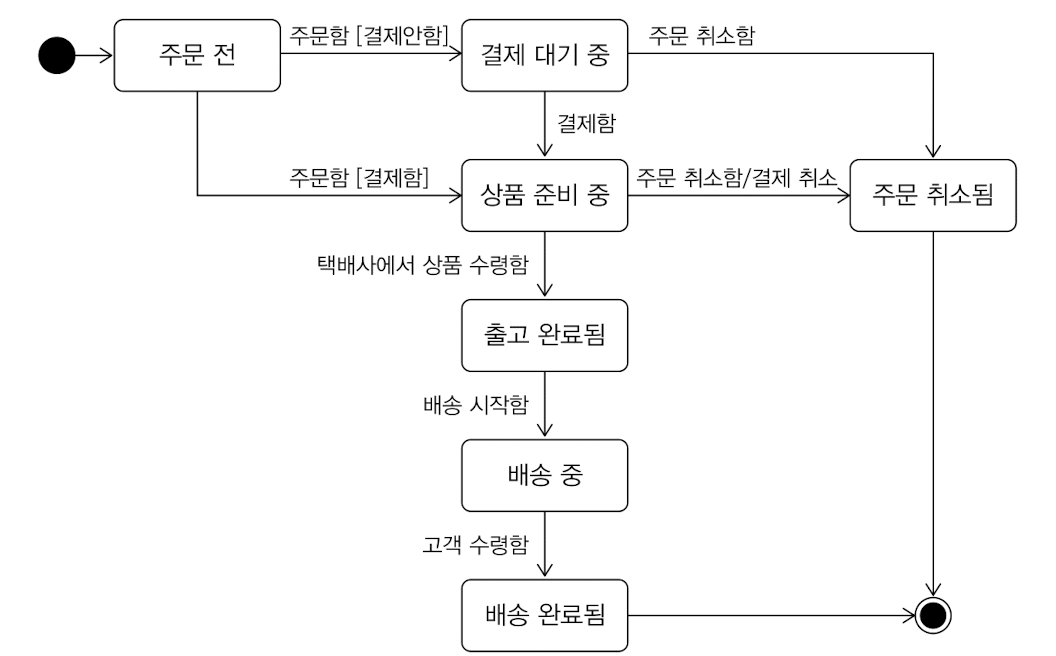 주문 전
주문함 [결제안함]
결제 대기 중
주문 취소함
결제함
주문함 [결제함]
상품 준비 중
주문 취소함/결제 취소
주문 취소됨
택배사에서 상품 수령함
출고 완료됨
배송 시작함
배송 중
고객 수령함
배송 완료됨